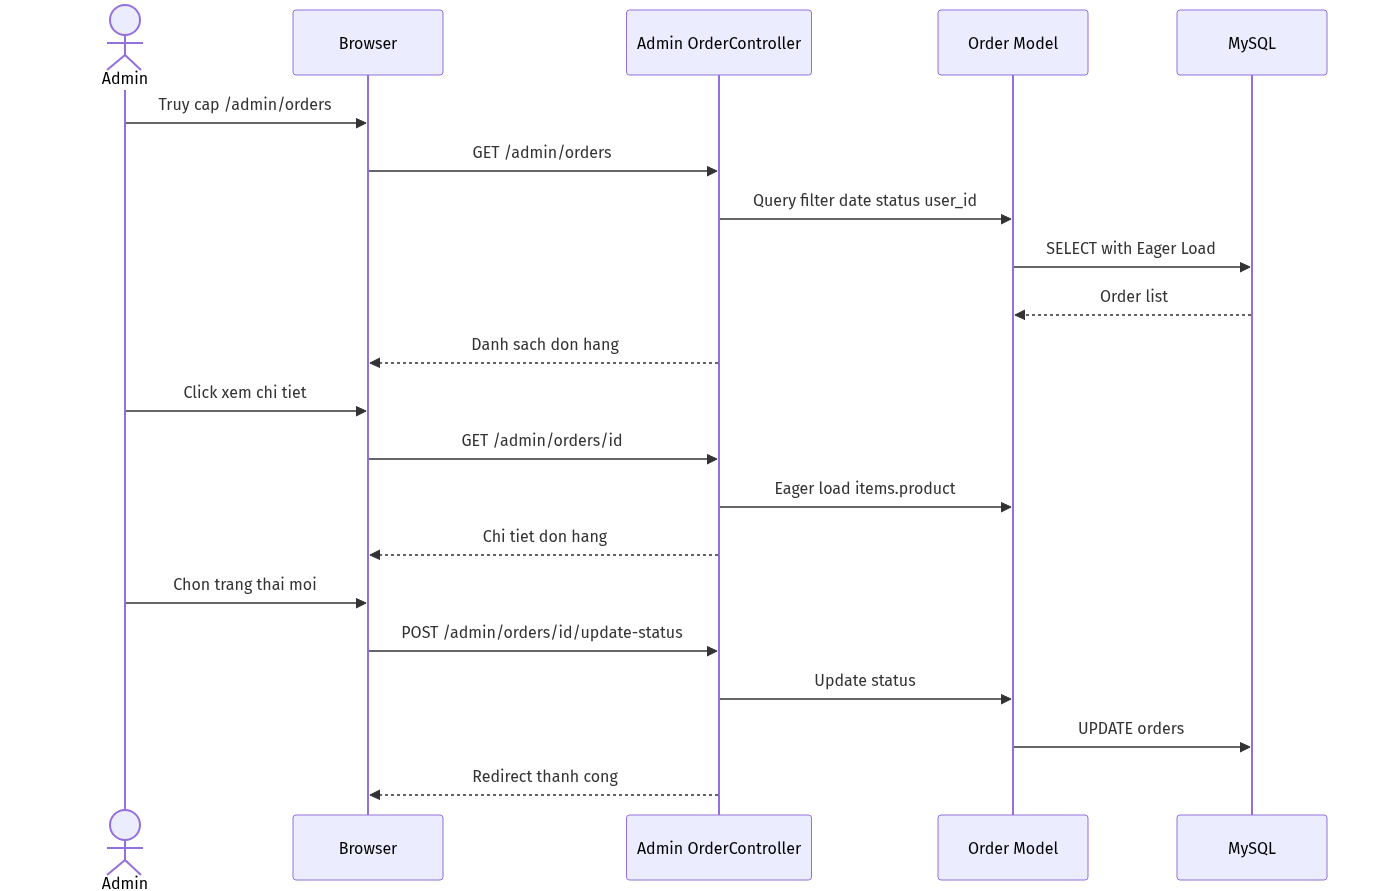 Admin
Browser
Admin OrderController
Order Model
MySQL
Truy cap /admin/orders
GET /admin/orders
Query filter date status user_id
SELECT with Eager Load
Order list
Danh sach don hang
Click xem chi tiet
GET /admin/orders/id
Eager load items.product
Chi tiet don hang
Chon trang thai moi
POST /admin/orders/id/update-status
Update status
UPDATE orders
Redirect thanh cong
Admin
Browser
Admin OrderController
Order Model
MySQL